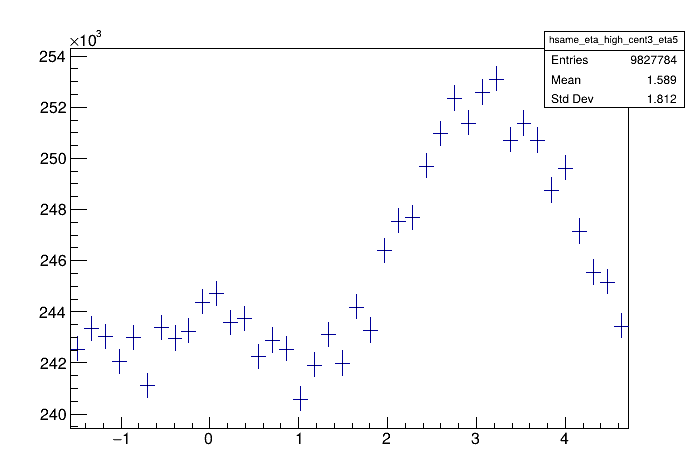 ×10³
hsame_eta_high_cent3_eta5
Entries 9827784
Mean 1.589
Std Dev 1.812
254
252
250
248
246
244
242
240
−1 0 1 2 3 4